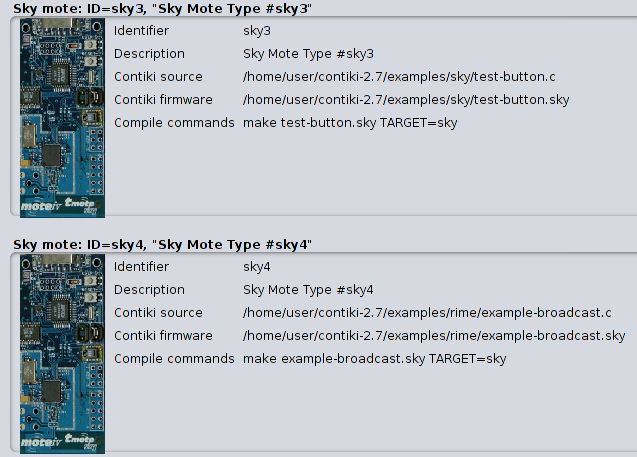 Sky mote: ID=sky3, "Sky Mote Type #sky3"
Identifier sky3
Description Sky Mote Type #sky3
Contiki source /home/user/contiki-2.7/examples/sky/test-button.c
Contiki firmware /home/user/contiki-2.7/examples/sky/test-button.sky
Compile commands make test-button.sky TARGET=sky
moteiv tmote sky
Sky mote: ID=sky4, "Sky Mote Type #sky4"
Identifier sky4
Description Sky Mote Type #sky4
Contiki source /home/user/contiki-2.7/examples/rime/example-broadcast.c
Contiki firmware /home/user/contiki-2.7/examples/rime/example-broadcast.sky
Compile commands make example-broadcast.sky TARGET=sky
moteiv tmote sky